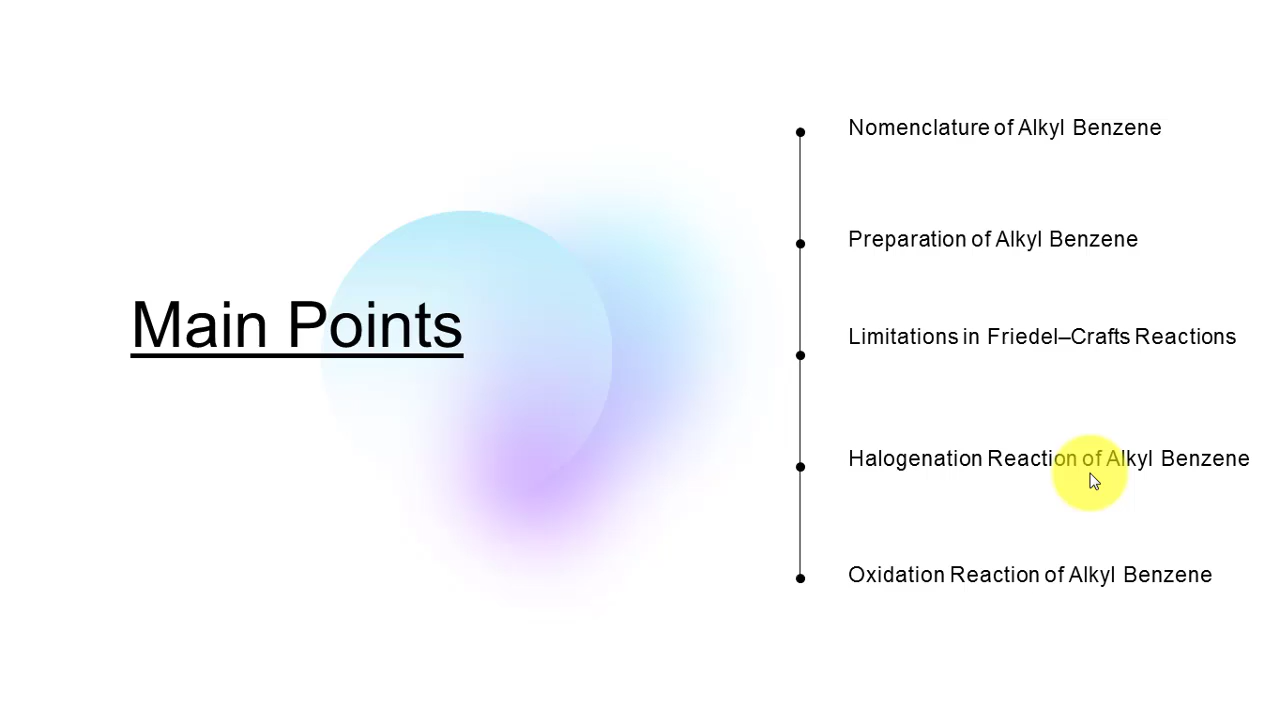 Main Points
Nomenclature of Alkyl Benzene
Preparation of Alkyl Benzene
Limitations in Friedel–Crafts Reactions
Halogenation Reaction of Alkyl Benzene
Oxidation Reaction of Alkyl Benzene